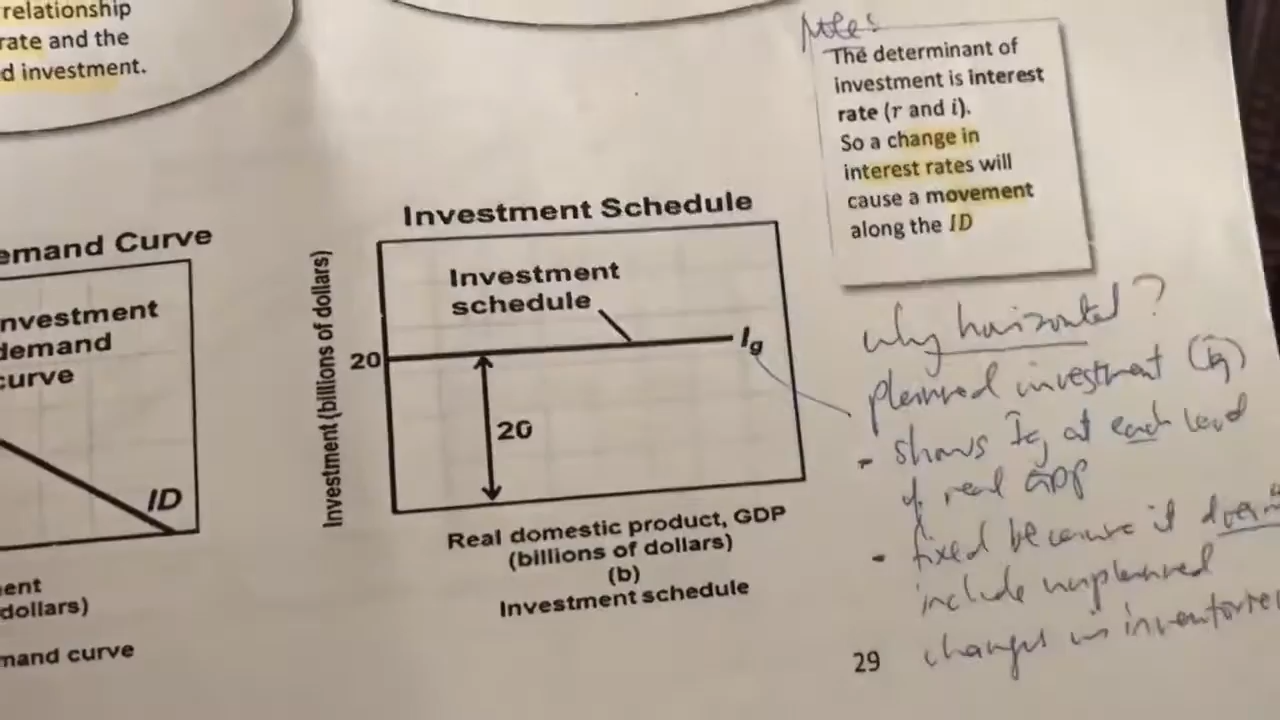 relationship
rate and the
d investment.
emand Curve
nvestment
demand
curve
ID
ent
dollars)
mand curve
Investment Schedule
Investment (billions of dollars)
Investment
schedule
Ig
20
20
Real domestic product, GDP
(billions of dollars)
(b)
Investment schedule
Notes
The determinant of
investment is interest
rate (r and i).
So a change in
interest rates will
cause a movement
along the ID
why horizontal?
planned investment (Ig)
- shows Ig at each level
of real GDP
- fixed because it doesn't
include unplanned
changes in inventories
29